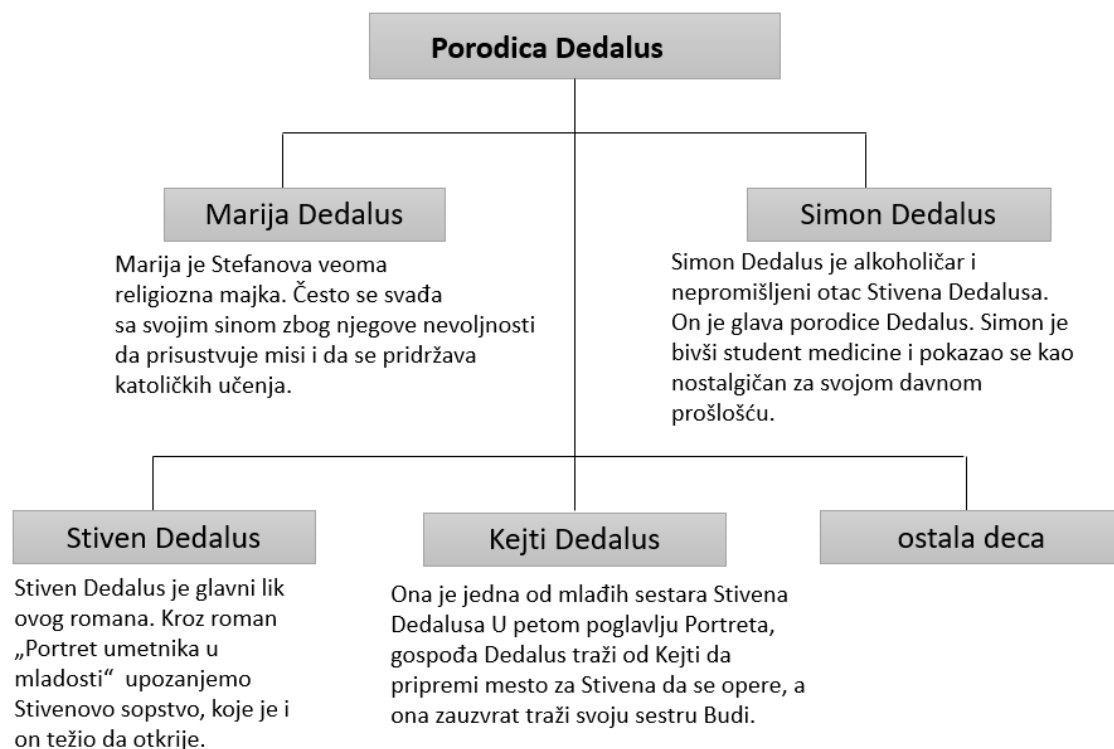 Porodica Dedalus
Marija Dedalus
Marija je Stefanova veoma
religiozna majka. Često se svađa
sa svojim sinom zbog njegove nevoljnosti
da prisustvuje misi i da se pridržava
katoličkih učenja.
Simon Dedalus
Simon Dedalus je alkoholičar i
nepromišljeni otac Stivena Dedalusa.
On je glava porodice Dedalus. Simon je
bivši student medicine i pokazao se kao
nostalgičan za svojom davnom
prošlošću.
Stiven Dedalus
Stiven Dedalus je glavni lik
ovog romana. Kroz roman
„Portret umetnika u
mladosti“ upozanjemo
Stivenovo sopstvo, koje je i
on težio da otkrije.
Kejti Dedalus
Ona je jedna od mlađih sestara Stivena
Dedalusa U petom poglavlju Portreta,
gospođa Dedalus traži od Kejti da
pripremi mesto za Stivena da se opere, a
ona zauzvrat traži svoju sestru Budi.
ostala deca